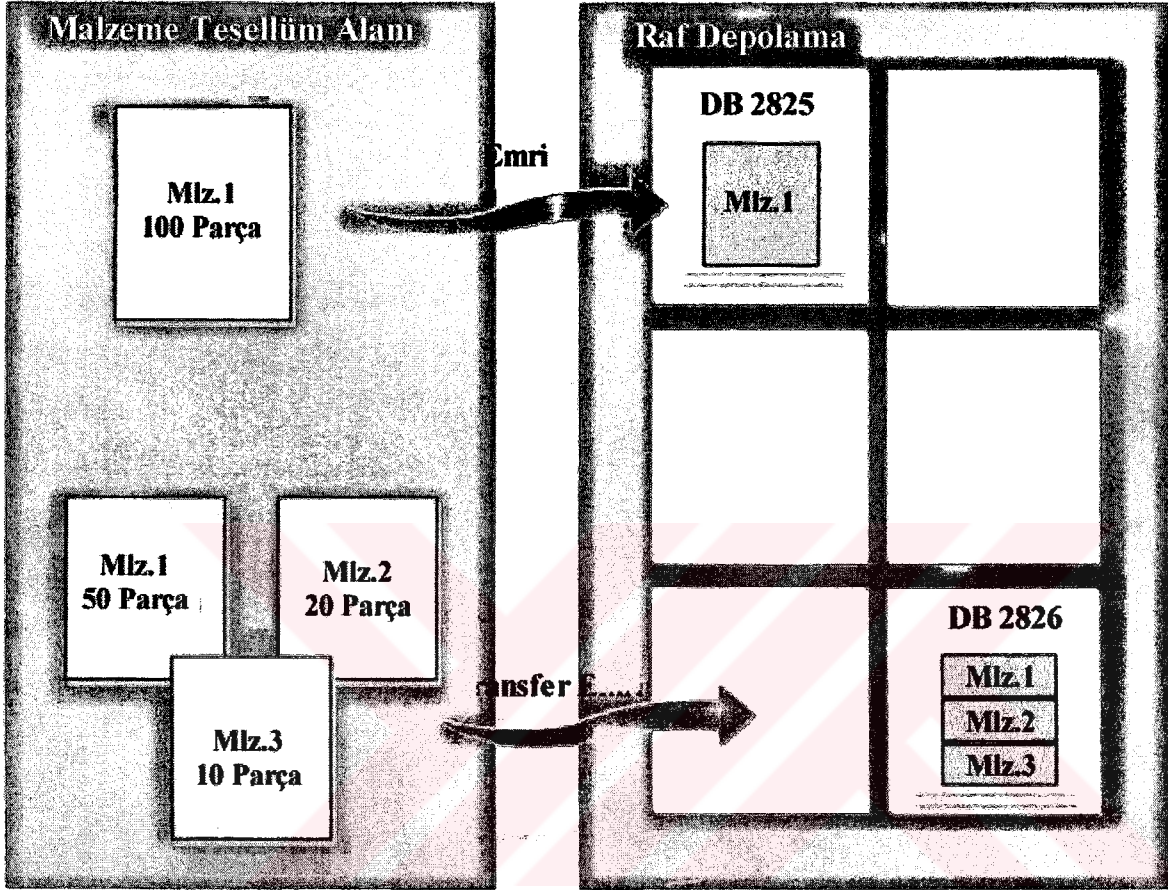 Malzeme Tesellüm Alanı
Mlz.1
100 Parça
Mlz.1
50 Parça
Mlz.2
20 Parça
Mlz.3
10 Parça
Emri
Raf Depolama
DB 2825
Mlz.1
DB 2826
Mlz.1
Mlz.2
Mlz.3